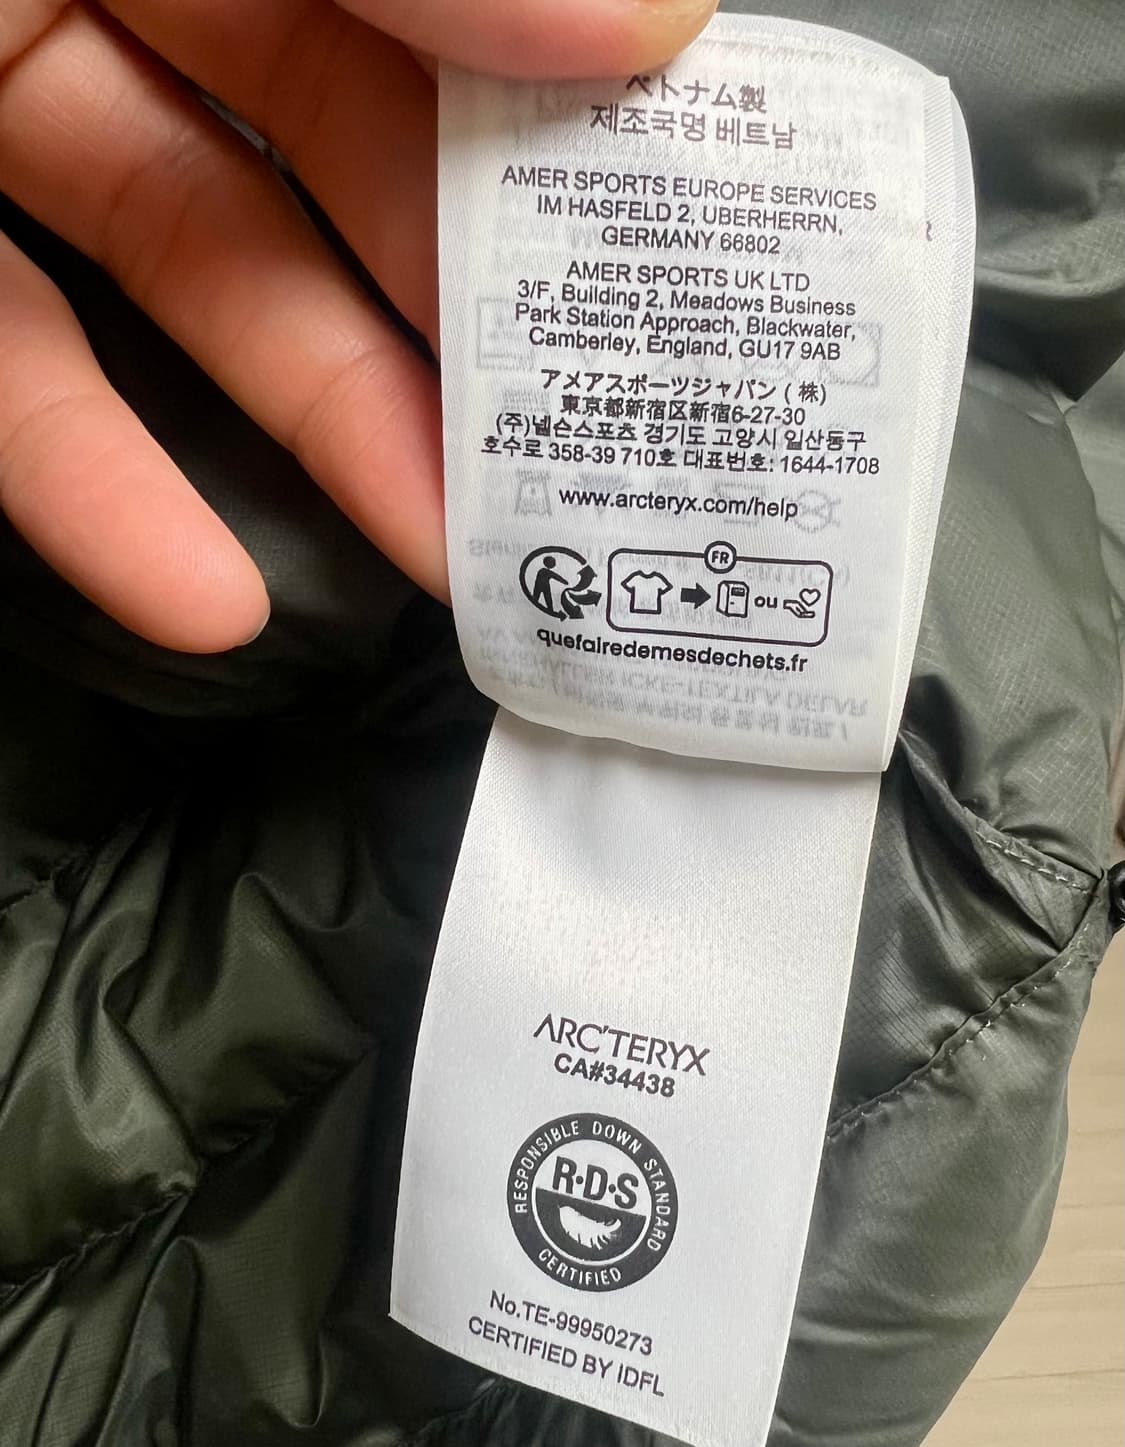 ベトナム製
제조국명 베트남
AMER SPORTS EUROPE SERVICES
IM HASFELD 2, UBERHERRN,
GERMANY 66802
AMER SPORTS UK LTD
3/F, Building 2, Meadows Business
Park Station Approach, Blackwater,
Camberley, England, GU17 9AB
アメアスポーツジャパン ( 株)
東京都新宿区新宿6-27-30
(주)넬슨스포츠 경기도 고양시 일산동구
호수로 358-39 710호 대표번호: 1644-1708
www.arcteryx.com/help
FR
ou
quefairedemesdechets.fr
ARC'TERYX
CA#34438
RESPONSIBLE DOWN STANDARD
R·D·S
CERTIFIED
No.TE-99950273
CERTIFIED BY IDFL